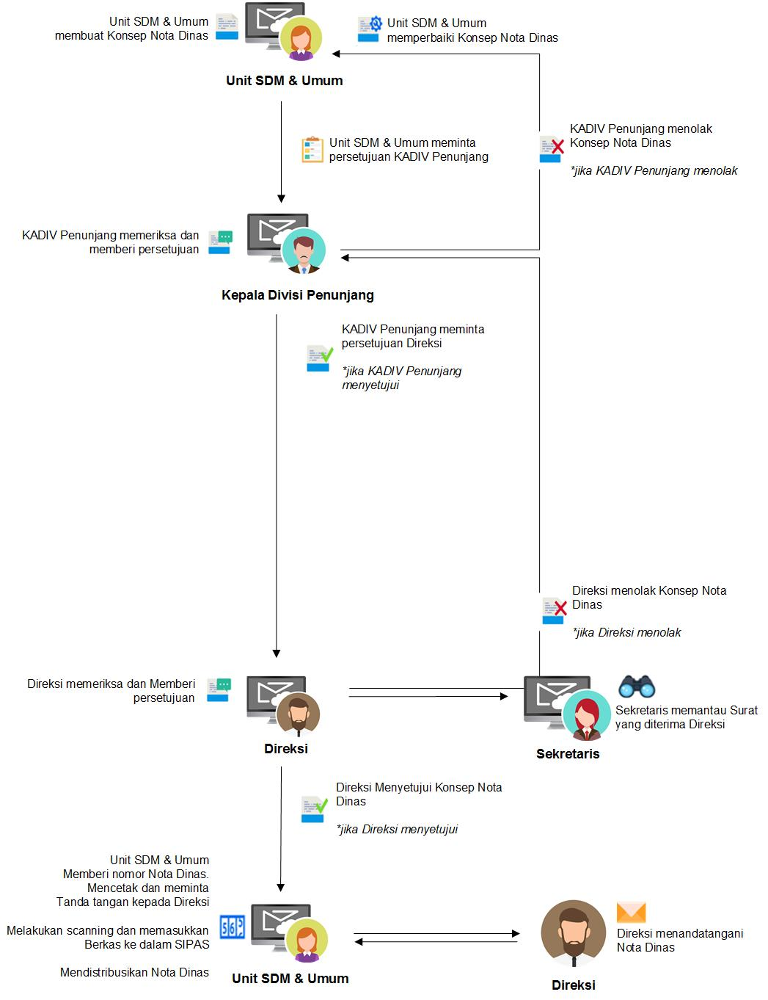 Unit SDM & Umum
membuat Konsep Nota Dinas
Unit SDM & Umum
memperbaiki Konsep Nota Dinas
Unit SDM & Umum
KADIV Penunjang menolak
Konsep Nota Dinas
*jika KADIV Penunjang menolak
Unit SDM & Umum meminta
persetujuan KADIV Penunjang
KADIV Penunjang memeriksa dan
memberi persetujuan
Kepala Divisi Penunjang
KADIV Penunjang meminta
persetujuan Direksi
*jika KADIV Penunjang
menyetujui
Direksi menolak Konsep Nota
Dinas
*jika Direksi menolak
Direksi memeriksa dan Memberi
persetujuan
Direksi
Sekretaris memantau Surat
yang diterima Direksi
Sekretaris
Direksi Menyetujui Konsep Nota
Dinas
*jika Direksi menyetujui
Unit SDM & Umum
Memberi nomor Nota Dinas.
Mencetak dan meminta
Tanda tangan kepada Direksi
Melakukan scanning dan memasukkan
Berkas ke dalam SIPAS
Mendistribusikan Nota Dinas
Unit SDM & Umum
Direksi menandatangani
Nota Dinas
Direksi